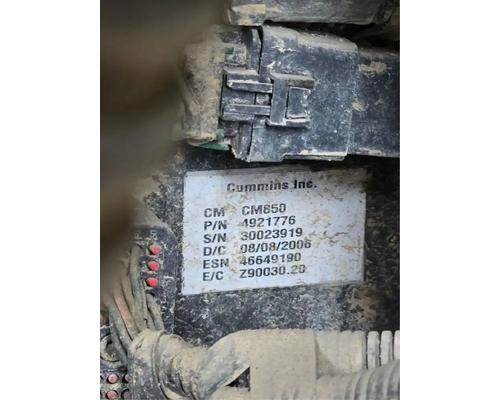 Cummins Inc.
CM CM850
P/N 4921776
S/N 30023919
D/C 08/08/2006
ESN 46649190
E/C Z90030.20